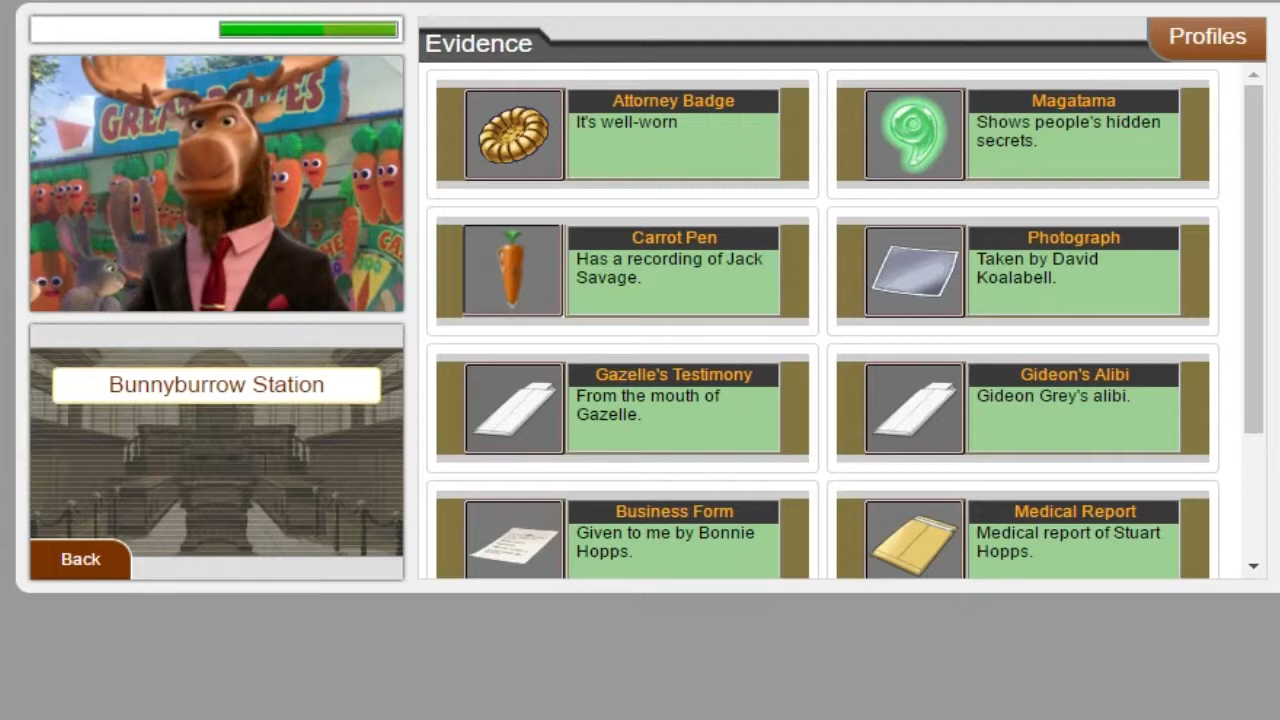 Evidence
Profiles
GREAT PRIZES
Attorney Badge
It's well-worn
Magatama
Shows people's hidden
secrets.
Carrot Pen
Has a recording of Jack
Savage.
Photograph
Taken by David
Koalabell.
Bunnyburrow Station
Gazelle's Testimony
From the mouth of
Gazelle.
Gideon's Alibi
Gideon Grey's alibi.
Business Form
Given to me by Bonnie
Hopps.
Medical Report
Medical report of Stuart
Hopps.
Back